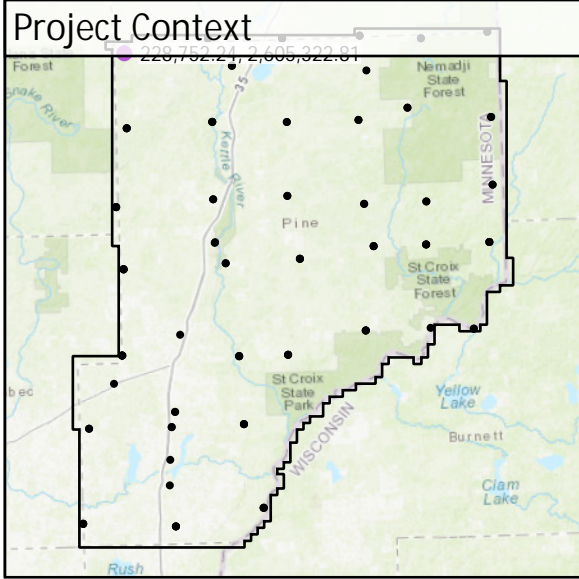 Project Context
228,752.24, 2,605,322.81
Forest
Nemadji
State
Forest
Snake River
35
Kettle River
MINNESOTA
Pine
St Croix
State
Forest
St Croix
State
Park
bec
Yellow
Lake
WISCONSIN
Burnett
Clam
Lake
Rush